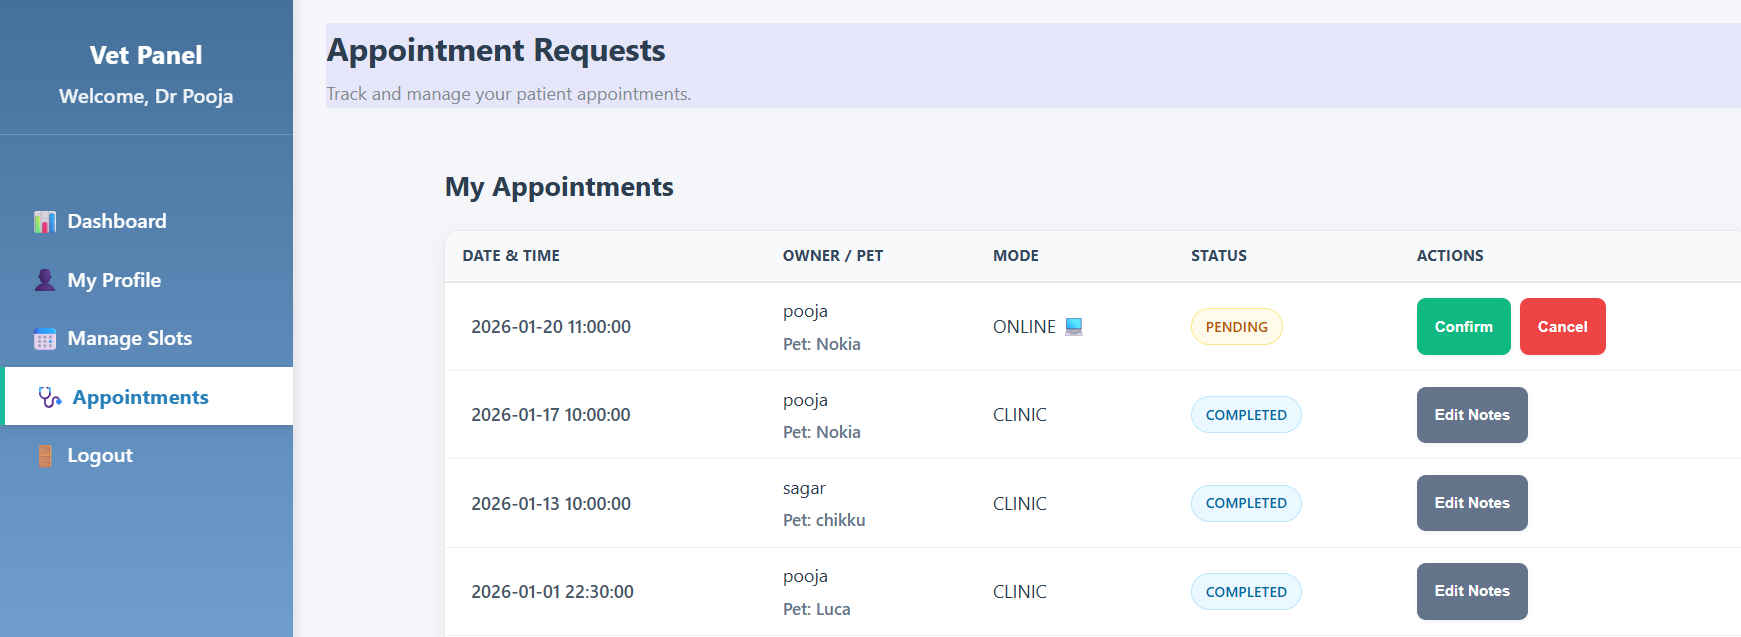 Vet Panel
Welcome, Dr Pooja
Dashboard
My Profile
Manage Slots
Appointments
Logout
Appointment Requests
Track and manage your patient appointments.
My Appointments
DATE & TIME OWNER / PET MODE STATUS ACTIONS
2026-01-20 11:00:00 pooja ONLINE PENDING Confirm Cancel
Pet: Nokia
2026-01-17 10:00:00 pooja CLINIC COMPLETED Edit Notes
Pet: Nokia
2026-01-13 10:00:00 sagar CLINIC COMPLETED Edit Notes
Pet: chikku
2026-01-01 22:30:00 pooja CLINIC COMPLETED Edit Notes
Pet: Luca